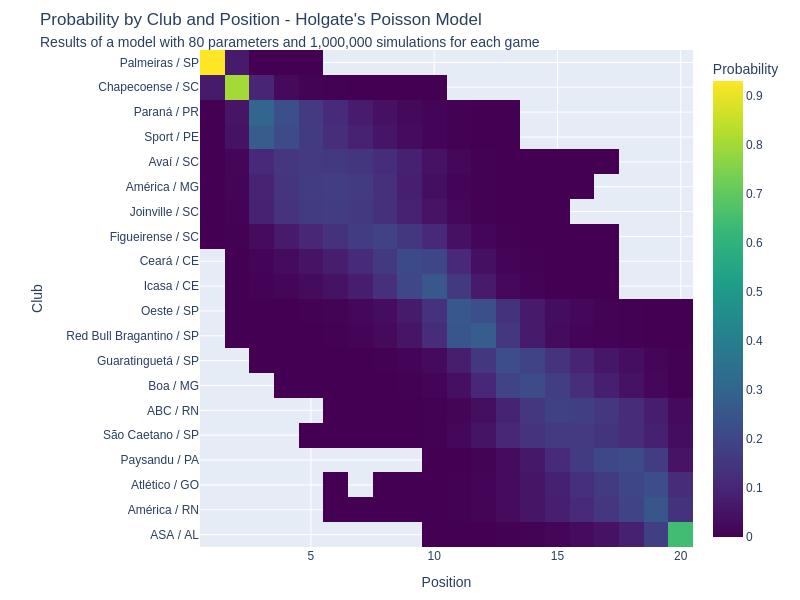 Probability by Club and Position - Holgate's Poisson Model
Results of a model with 80 parameters and 1,000,000 simulations for each game
Probability
Palmeiras / SP
Chapecoense / SC
Paraná / PR
Sport / PE
Avaí / SC
América / MG
Joinville / SC
Figueirense / SC
Ceará / CE
Icasa / CE
Oeste / SP
Red Bull Bragantino / SP
Guaratinguetá / SP
Boa / MG
ABC / RN
São Caetano / SP
Paysandu / PA
Atlético / GO
América / RN
ASA / AL
Club
5
10
15
20
Position
0.9
0.8
0.7
0.6
0.5
0.4
0.3
0.2
0.1
0